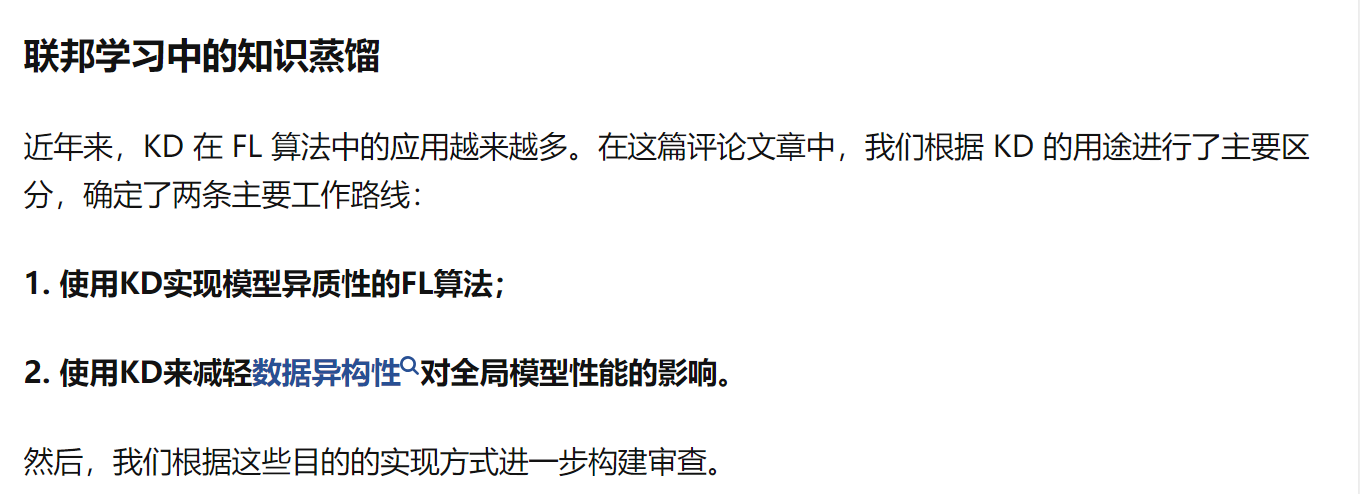 联邦学习中的知识蒸馏
近年来，KD 在 FL 算法中的应用越来越多。在这篇评论文章中，我们根据 KD 的用途进行了主要区
分，确定了两条主要工作路线：
1. 使用KD实现模型异质性的FL算法；
2. 使用KD来减轻数据异构性对全局模型性能的影响。
然后，我们根据这些目的的实现方式进一步构建审查。